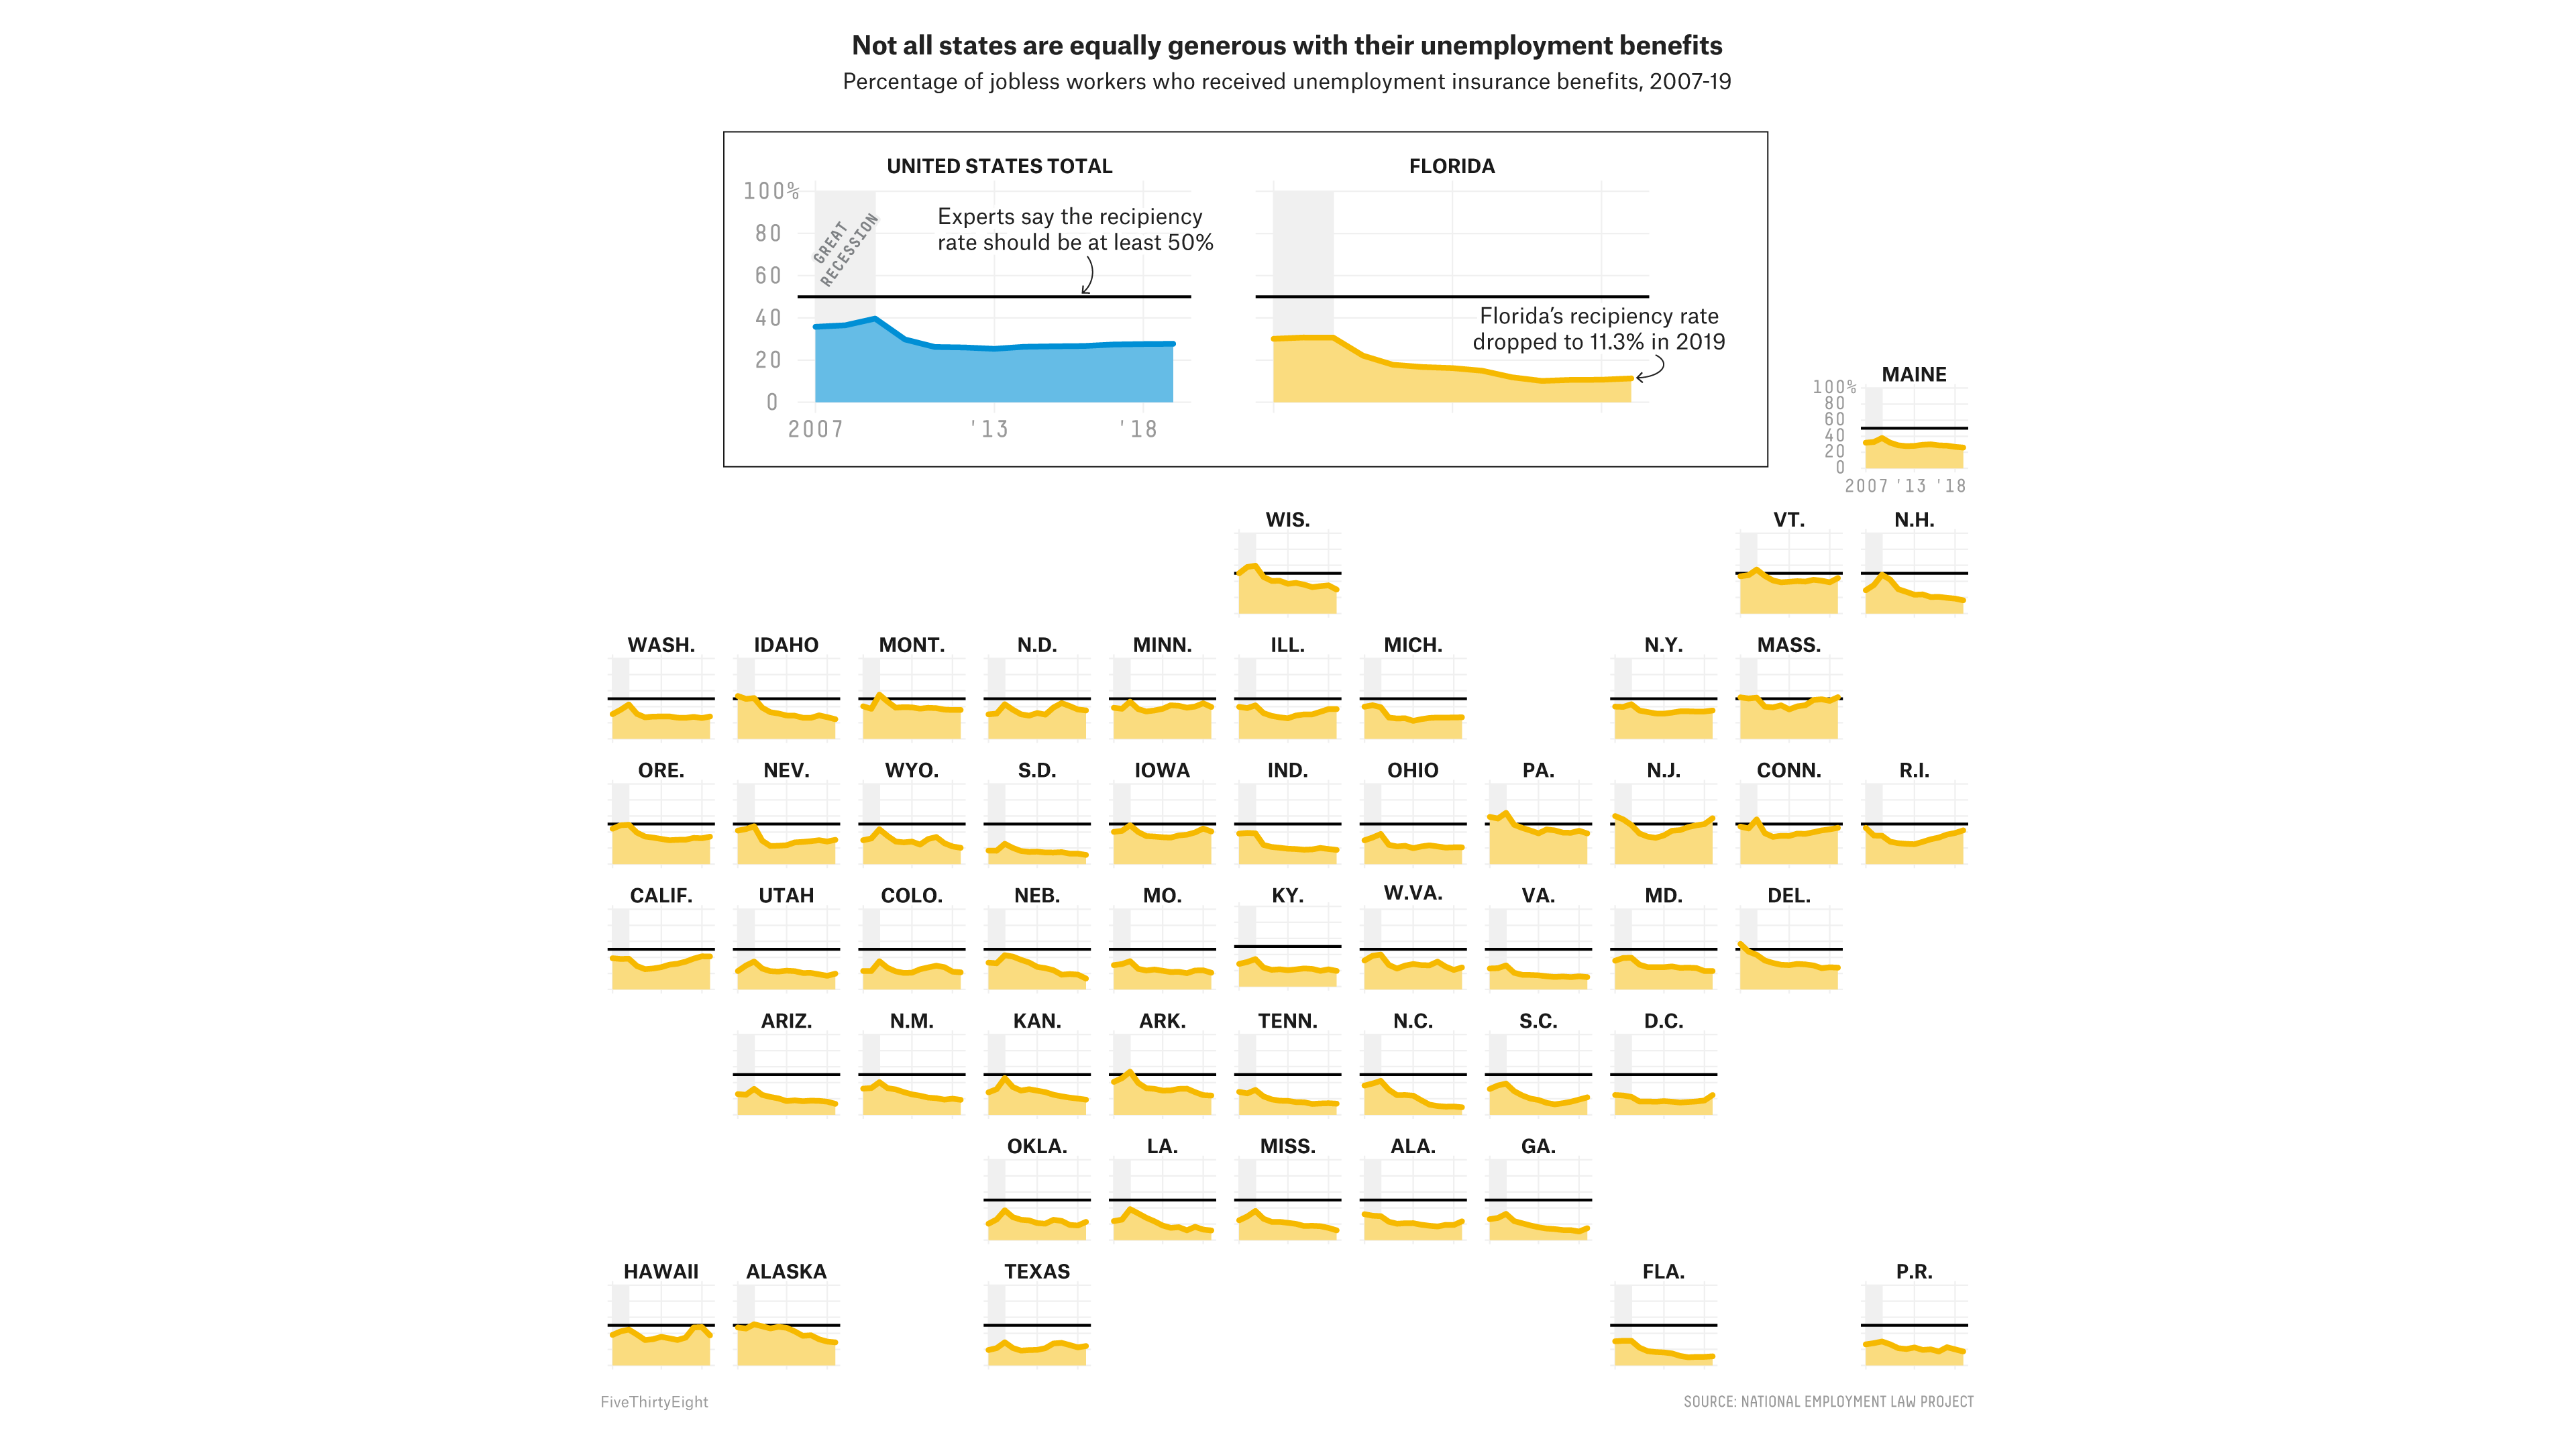 Not all states are equally generous with their unemployment benefits
Percentage of jobless workers who received unemployment insurance benefits, 2007-19
UNITED STATES TOTAL
FLORIDA
100%
80
60
40
20
0
GREAT
RECESSION
Experts say the recipiency
rate should be at least 50%
2007 '13 '18
Florida's recipiency rate
dropped to 11.3% in 2019
MAINE
100%
80
60
40
20
0
2007 '13 '18
WIS. VT. N.H.
WASH. IDAHO MONT. N.D. MINN. ILL. MICH. N.Y. MASS.
ORE. NEV. WYO. S.D. IOWA IND. OHIO PA. N.J. CONN. R.I.
CALIF. UTAH COLO. NEB. MO. KY. W.VA. VA. MD. DEL.
ARIZ. N.M. KAN. ARK. TENN. N.C. S.C. D.C.
OKLA. LA. MISS. ALA. GA.
HAWAII ALASKA TEXAS FLA. P.R.
FiveThirtyEight
SOURCE: NATIONAL EMPLOYMENT LAW PROJECT